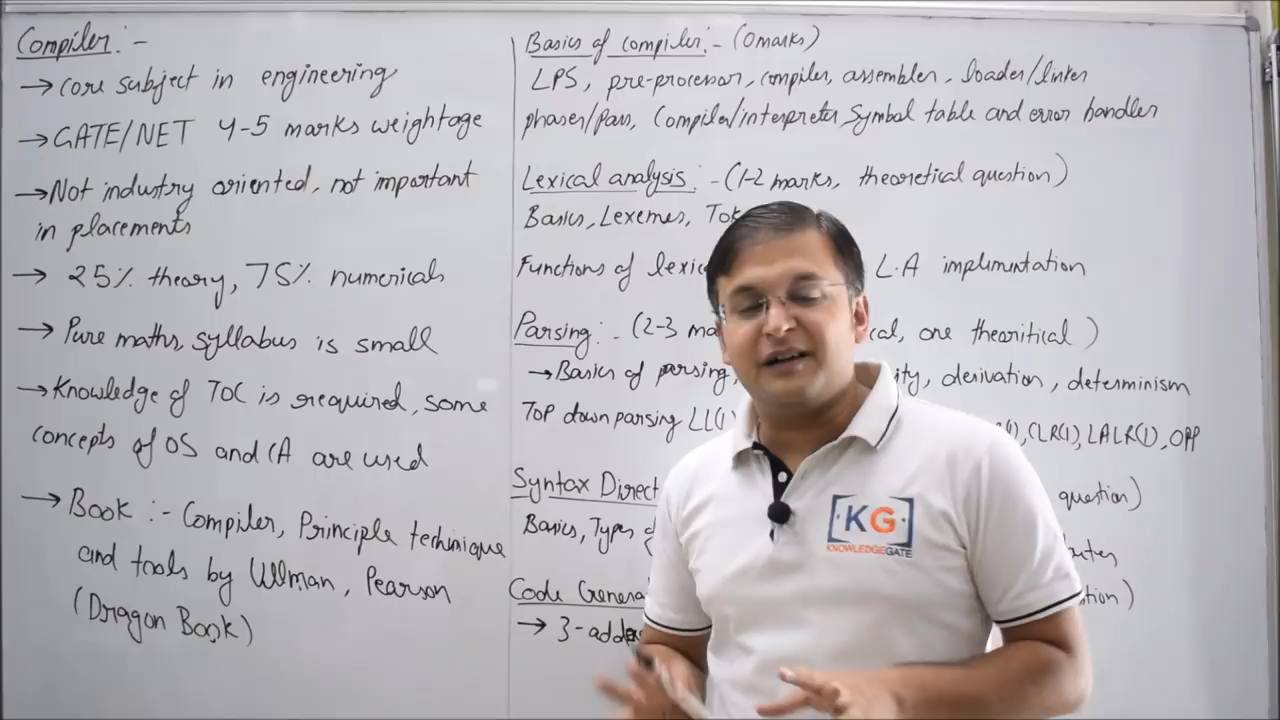 Compiler:-
→ core subject in engineering
→ GATE/NET 4-5 marks weightage
→ Not industry oriented, not important
in placements
→ 25% theory, 75% numericals
→ Pure maths, syllabus is small
→ Knowledge of TOC is required, some
concepts of OS and CA are used
→ Book :- Compiler, Principle technique
and tools by Ullman, Pearson
(Dragon Book)
Basics of compiler:- (0 marks)
LPS, pre-processor, compiler, assembler, loader/linker
phases/pass, Compiler/interpreter, Symbol table and error handler
Lexical analysis:- (1-2 marks, theoretical question)
Basics, Lexemes, Tok
Functions of lexic L.A implimentation
Parsing:- (2-3 ma cal, one theoritical)
→ Basics of parsing, ity, derivation, determinism
Top down parsing LL(1) CLR(1), LALR(1), OPP
Syntax Direct question)
Basics, Types of
Code Genera tion)
→ 3-add
KG
KNOWLEDGEGATE